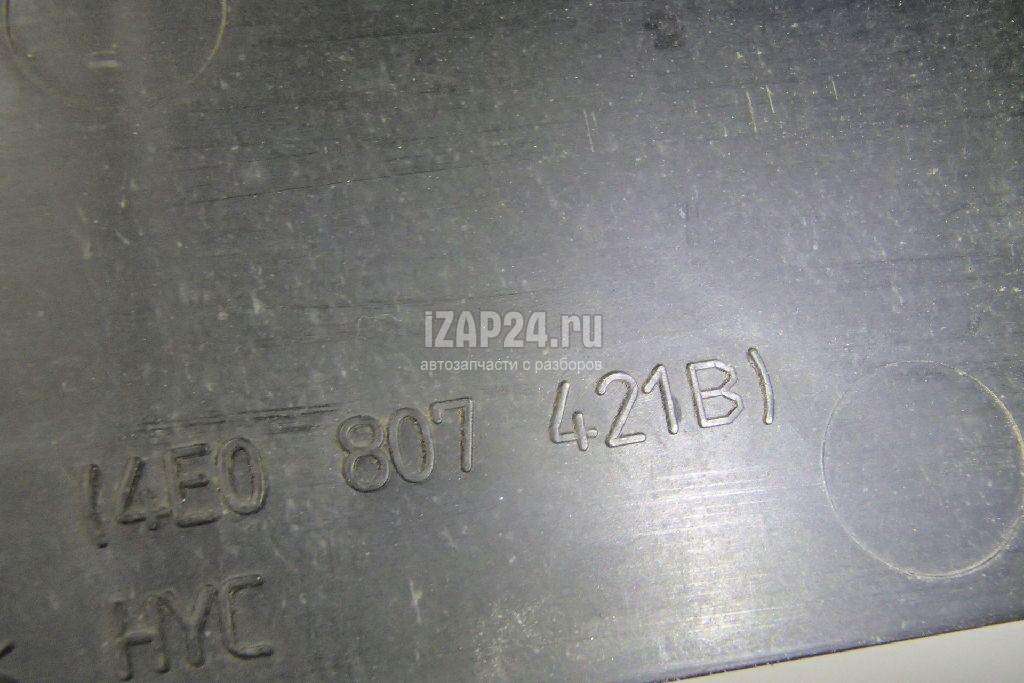 iZAP24.ru
автозапчасти с разборов
(4E0 807 421B)
HYC